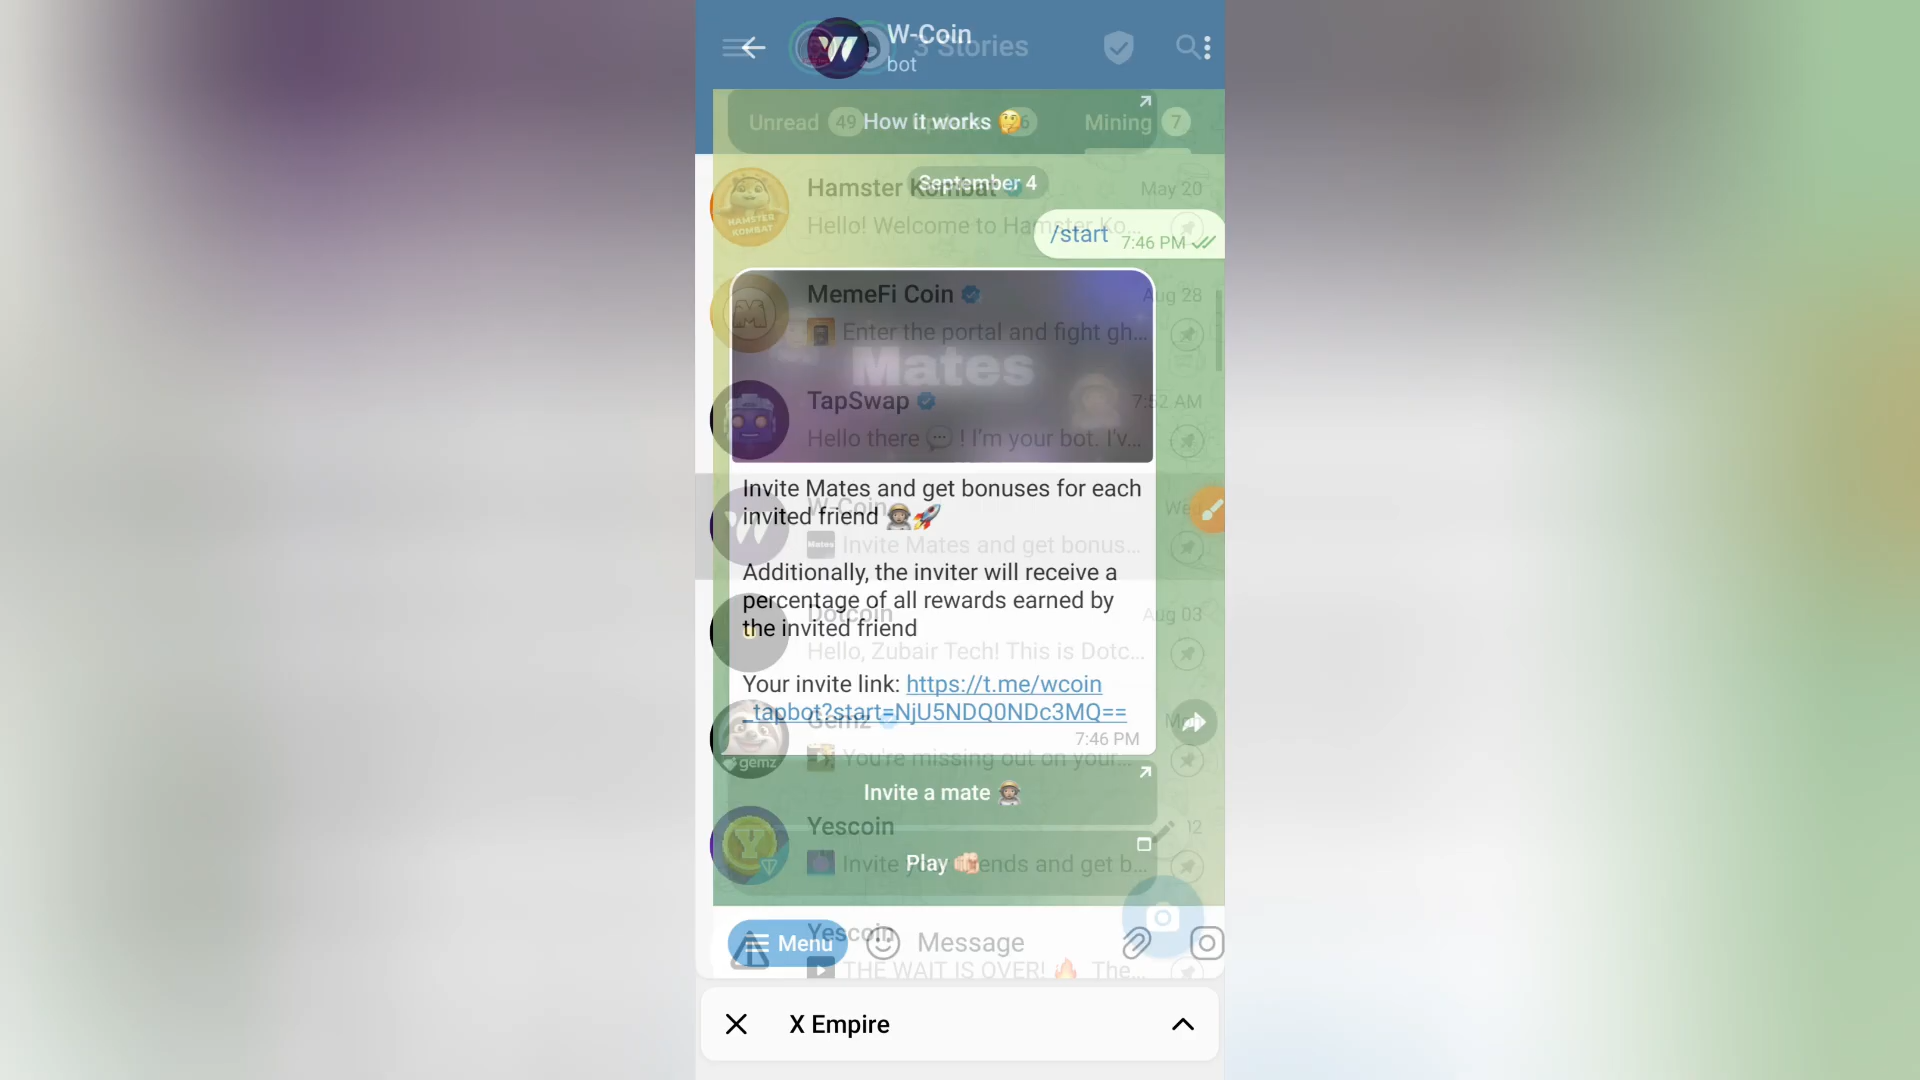 W-Coin
3 Stories
bot
Unread 49
How it works 🤔
6
Mining 7
September 4
Hamster Kombat
May 20
Hello! Welcome to Hamster Ko...
HAMSTER
KOMBAT
/start
7:46 PM
MemeFi Coin
Aug 28
Enter the portal and fight gh...
Mates
TapSwap
7:52 AM
Hello there 💬 ! I'm your bot. I'v...
Invite Mates and get bonuses for each
invited friend 👨🏽‍🚀🚀
W-Coin
Mates Invite Mates and get bonus...
Additionally, the inviter will receive a
percentage of all rewards earned by
the invited friend
Dotcoin
Aug 03
Hello, Zubair Tech! This is Dotc...
Your invite link: https://t.me/wcoin
_tapbot?start=NjU5NDQ0NDc3MQ==
7:46 PM
Gemz
gemz
You're missing out on your...
Invite a mate 👨🏽‍🚀
Yescoin
12
Play 🫵🏻
Invite your friends and get b...
Yescoin
Menu
Message
THE WAIT IS OVER! 🔥 The...
X Empire